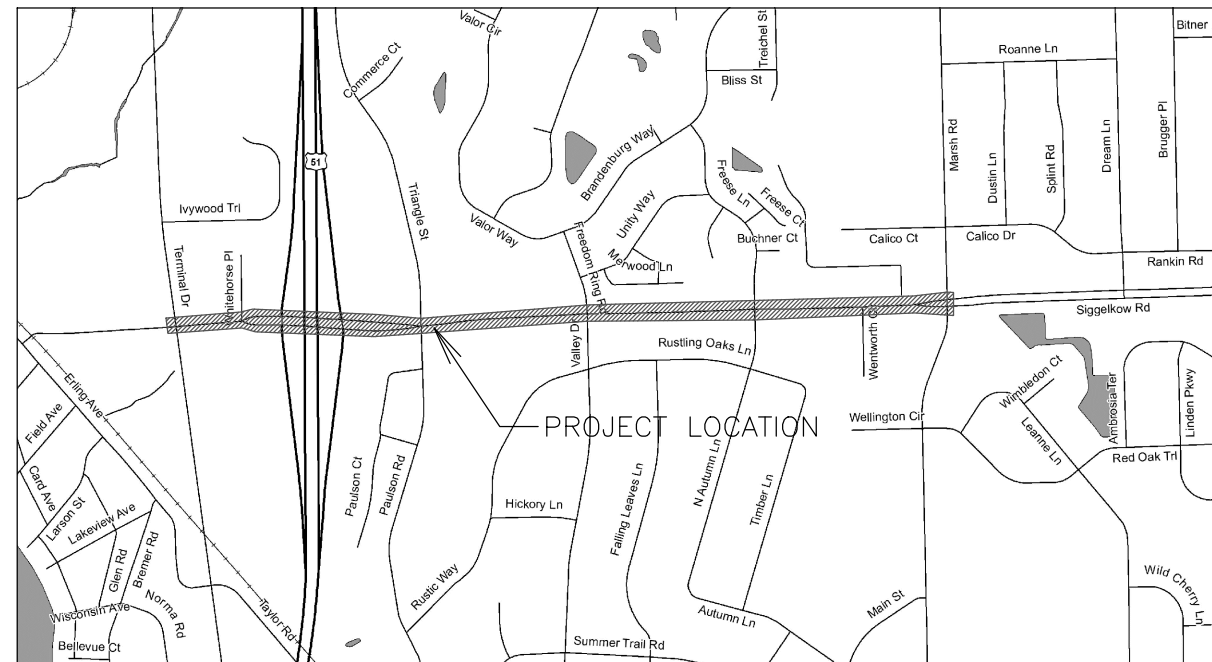 Valor Cir
Treichel St
Bitner
Commerce Ct
Roanne Ln
Bliss St
51
Marsh Rd
Dustin Ln
Splint Rd
Dream Ln
Brugger Pl
Brandenburg Way
Triangle St
Freese Ln
Freese Ct
Ivywood Trl
Unity Way
Valor Way
Freedom Ring Rd
Buchner Ct
Calico Ct
Calico Dr
Merwood Ln
Rankin Rd
Terminal Dr
Whitehorse Pl
Siggelkow Rd
Valley Dr
Rustling Oaks Ln
Wentworth Ct
Erling Ave
Wimbledon Ct
Ambrosia Ter
Linden Pkwy
Field Ave
PROJECT LOCATION
Wellington Cir
Leanne Ln
Red Oak Trl
Card Ave
Larson St
Paulson Ct
Paulson Rd
Hickory Ln
Falling Leaves Ln
N Autumn Ln
Timber Ln
Lakeview Ave
Glen Rd
Bremer Rd
Rustic Way
Wild Cherry Ln
Wisconsin Ave
Norma Rd
Taylor Rd
Autumn Ln
Main St
Bellevue Ct
Summer Trail Rd